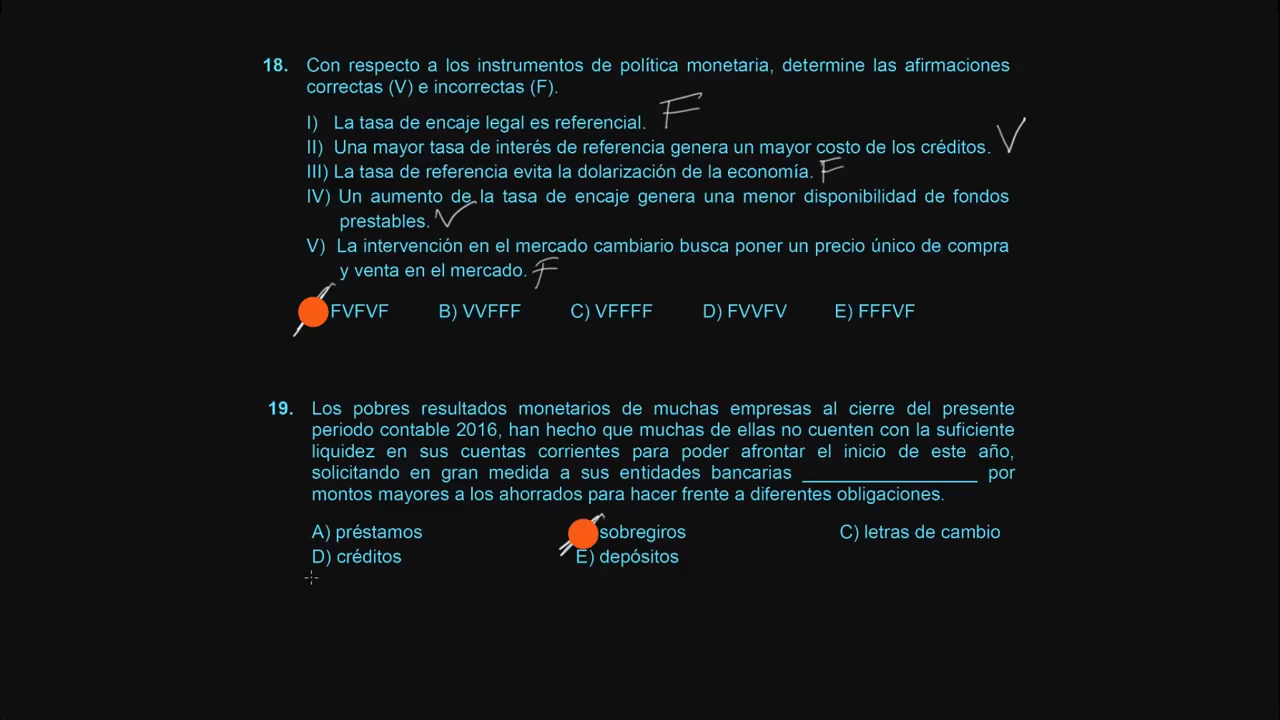 18. Con respecto a los instrumentos de política monetaria, determine las afirmaciones
correctas (V) e incorrectas (F).
I) La tasa de encaje legal es referencial. F
II) Una mayor tasa de interés de referencia genera un mayor costo de los créditos. V
III) La tasa de referencia evita la dolarización de la economía. F
IV) Un aumento de la tasa de encaje genera una menor disponibilidad de fondos
prestables. V
V) La intervención en el mercado cambiario busca poner un precio único de compra
y venta en el mercado. F
FVFVF B) VVFFF C) VFFFF D) FVVFV E) FFFVF
19. Los pobres resultados monetarios de muchas empresas al cierre del presente
periodo contable 2016, han hecho que muchas de ellas no cuenten con la suficiente
liquidez en sus cuentas corrientes para poder afrontar el inicio de este año,
solicitando en gran medida a sus entidades bancarias _________________ por
montos mayores a los ahorrados para hacer frente a diferentes obligaciones.
A) préstamos sobregiros C) letras de cambio
D) créditos E) depósitos